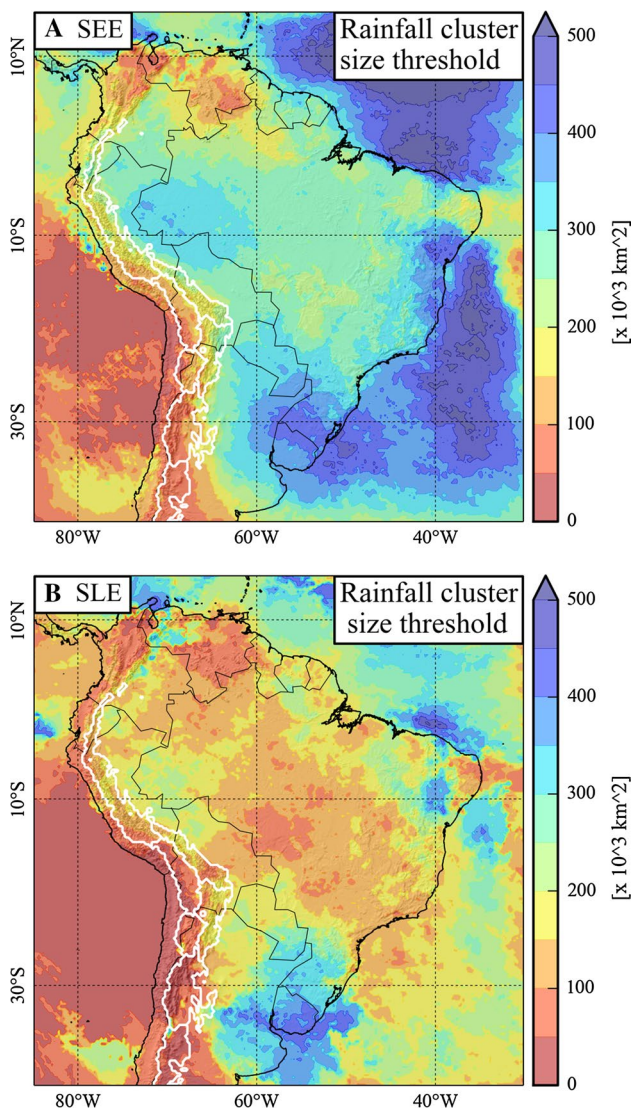 A SEE
Rainfall cluster
size threshold
10°N
10°S
30°S
80°W
60°W
40°W
500
400
300
200
100
0
[x 10^3 km^2]
B SLE
Rainfall cluster
size threshold
10°N
10°S
30°S
80°W
60°W
40°W
500
400
300
200
100
0
[x 10^3 km^2]